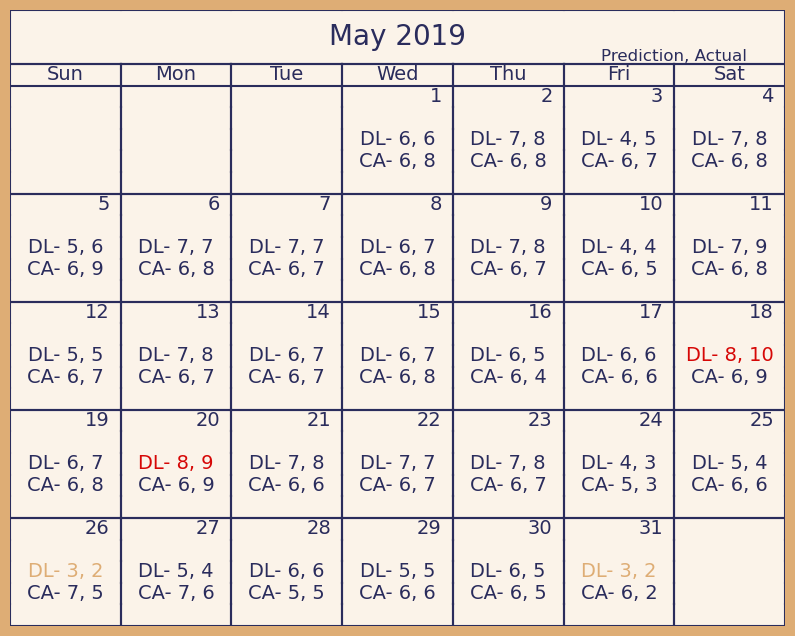 May 2019
Prediction, Actual
Sun Mon Tue Wed Thu Fri Sat
1 2 3 4
DL- 6, 6 DL- 7, 8 DL- 4, 5 DL- 7, 8
CA- 6, 8 CA- 6, 8 CA- 6, 7 CA- 6, 8
5 6 7 8 9 10 11
DL- 5, 6 DL- 7, 7 DL- 7, 7 DL- 6, 7 DL- 7, 8 DL- 4, 4 DL- 7, 9
CA- 6, 9 CA- 6, 8 CA- 6, 7 CA- 6, 8 CA- 6, 7 CA- 6, 5 CA- 6, 8
12 13 14 15 16 17 18
DL- 5, 5 DL- 7, 8 DL- 6, 7 DL- 6, 7 DL- 6, 5 DL- 6, 6 DL- 8, 10
CA- 6, 7 CA- 6, 7 CA- 6, 7 CA- 6, 8 CA- 6, 4 CA- 6, 6 CA- 6, 9
19 20 21 22 23 24 25
DL- 6, 7 DL- 8, 9 DL- 7, 8 DL- 7, 7 DL- 7, 8 DL- 4, 3 DL- 5, 4
CA- 6, 8 CA- 6, 9 CA- 6, 6 CA- 6, 7 CA- 6, 7 CA- 5, 3 CA- 6, 6
26 27 28 29 30 31
DL- 3, 2 DL- 5, 4 DL- 6, 6 DL- 5, 5 DL- 6, 5 DL- 3, 2
CA- 7, 5 CA- 7, 6 CA- 5, 5 CA- 6, 6 CA- 6, 5 CA- 6, 2